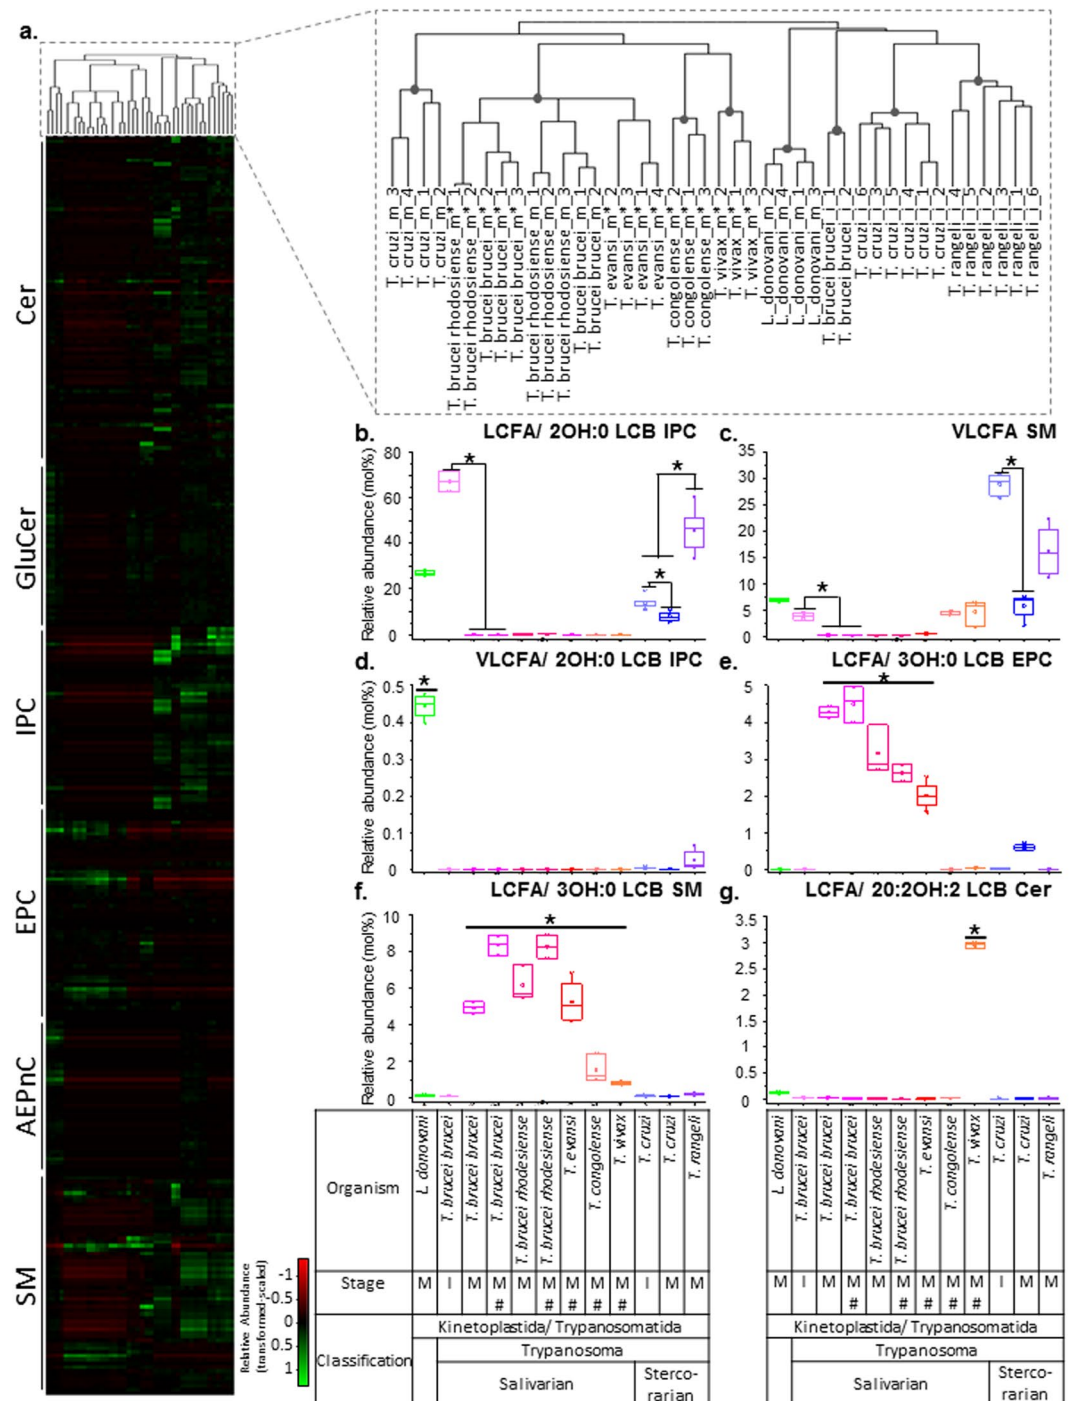 a.
T. cruzi_m_3
T. cruzi_m_4
T. cruzi_m_1
T. cruzi_m_2
T. brucei rhodosiense_m*_1
T. brucei rhodosiense_m*_2
T. brucei brucei_m*_2
T. brucei brucei_m*_1
T. brucei brucei_m*_3
T. brucei rhodosiense_m_1
T. brucei rhodosiense_m_2
T. brucei rhodosiense_m_3
T. brucei brucei_m_1
T. brucei brucei_m_2
T. evansi_m*_2
T. evansi_m*_3
T. evansi_m*_1
T. evansi_m*_4
T. congolense_m*_2
T. congolense_m*_1
T. congolense_m*_3
T. vivax_m*_2
T. vivax_m*_1
T. vivax_m*_3
L._donovani_m_2
L._donovani_m_4
L._donovani_m_1
L._donovani_m_3
T. brucei_i_1
T. brucei_i_2
T. cruzi_i_6
T. cruzi_i_3
T. cruzi_i_5
T. cruzi_i_4
T. cruzi_i_1
T. cruzi_i_2
T. rangeli_i_4
T. rangeli_i_5
T. rangeli_i_2
T. rangeli_i_3
T. rangeli_i_1
T. rangeli_i_6
Cer
GluCer
IPC
EPC
AEPnC
SM
Relative Abundance
(transformed-scaled)
-1
-0.5
0
0.5
1
b.
LCFA/ 2OH:0 LCB IPC
Relative abundance (mol%)
80
60
40
20
0
*
*
*
c.
VLCFA SM
35
30
25
20
15
10
5
0
*
*
d.
VLCFA/ 2OH:0 LCB IPC
Relative abundance (mol%)
0.5
0.4
0.3
0.2
0.1
0
*
e.
LCFA/ 3OH:0 LCB EPC
5
4
3
2
1
0
*
f.
LCFA/ 3OH:0 LCB SM
Relative abundance (mol%)
10
8
6
4
2
0
*
g.
LCFA/ 20:2OH:2 LCB Cer
3.5
3
2.5
2
1.5
1
0.5
0
*
Organism
L. donovani
T. brucei brucei
T. brucei brucei
T. brucei brucei
T. brucei rhodesiense
T. brucei rhodesiense
T. evansi
T. congolense
T. vivax
T. cruzi
T. cruzi
T. rangeli
Stage
M I M M M M M M M I M M
# # # # #
Classification
Kinetoplastida/ Trypanosomatida
Trypanosoma
Salivarian
Sterco-
rarian
L. donovani
T. brucei brucei
T. brucei brucei
T. brucei brucei
T. brucei rhodesiense
T. brucei rhodesiense
T. evansi
T. congolense
T. vivax
T. cruzi
T. cruzi
T. rangeli
M I M M M M M M M I M M
# # # # #
Kinetoplastida/ Trypanosomatida
Trypanosoma
Salivarian
Sterco-
rarian